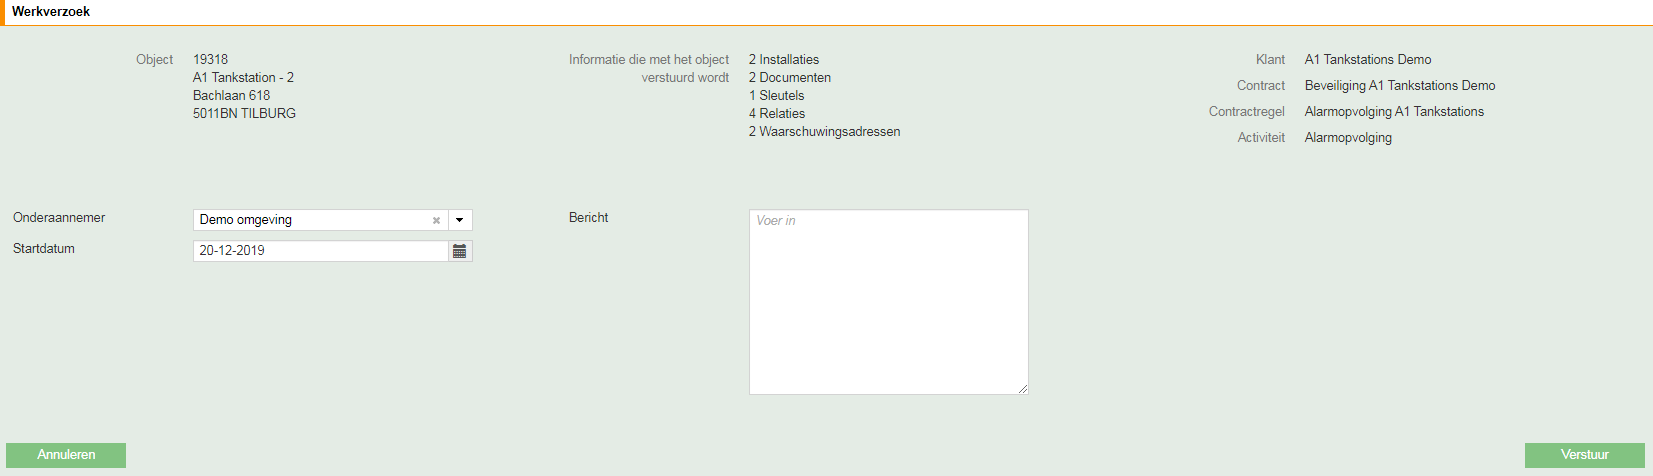 Werkverzoek
Object
19318
A1 Tankstation - 2
Bachlaan 618
5011BN TILBURG
Informatie die met het object
verstuurd wordt
2 Installaties
2 Documenten
1 Sleutels
4 Relaties
2 Waarschuwingsadressen
Klant A1 Tankstations Demo
Contract Beveiliging A1 Tankstations Demo
Contractregel Alarmopvolging A1 Tankstations
Activiteit Alarmopvolging
Onderaannemer Demo omgeving
Startdatum 20-12-2019
Bericht
Voer in
Annuleren
Verstuur